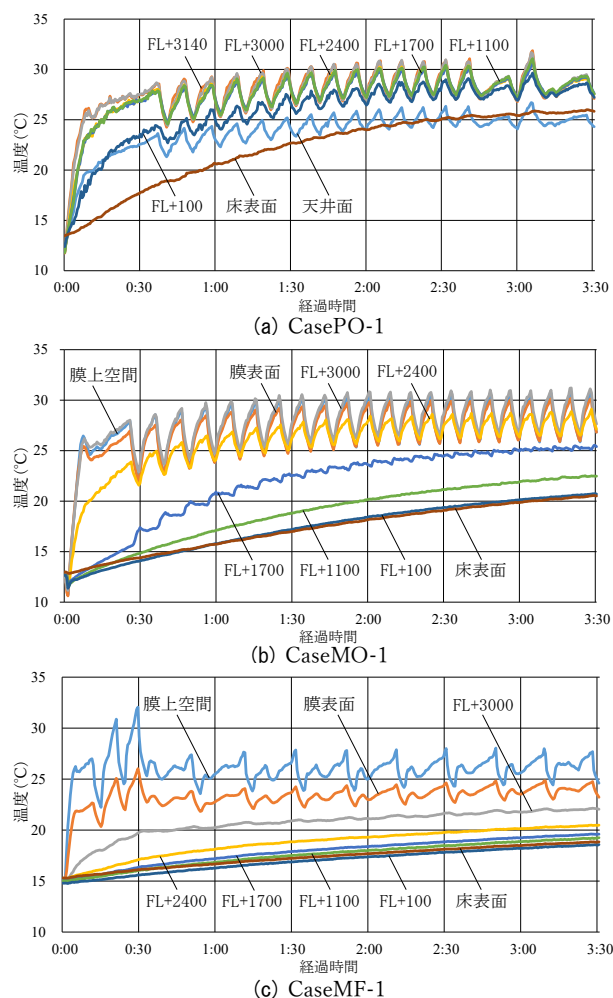 35
30
25
20
15
10
温度(℃)
FL+3140
FL+3000
FL+2400
FL+1700
FL+1100
FL+100
床表面
天井面
0:00
0:30
1:00
1:30
2:00
2:30
3:00
3:30
経過時間
(a) CasePO-1
35
30
25
20
15
10
温度(℃)
膜上空間
膜表面
FL+3000
FL+2400
FL+1700
FL+1100
FL+100
床表面
0:00
0:30
1:00
1:30
2:00
2:30
3:00
3:30
経過時間
(b) CaseMO-1
35
30
25
20
15
10
温度(℃)
膜上空間
膜表面
FL+3000
FL+2400
FL+1700
FL+1100
FL+100
床表面
0:00
0:30
1:00
1:30
2:00
2:30
3:00
3:30
経過時間
(c) CaseMF-1